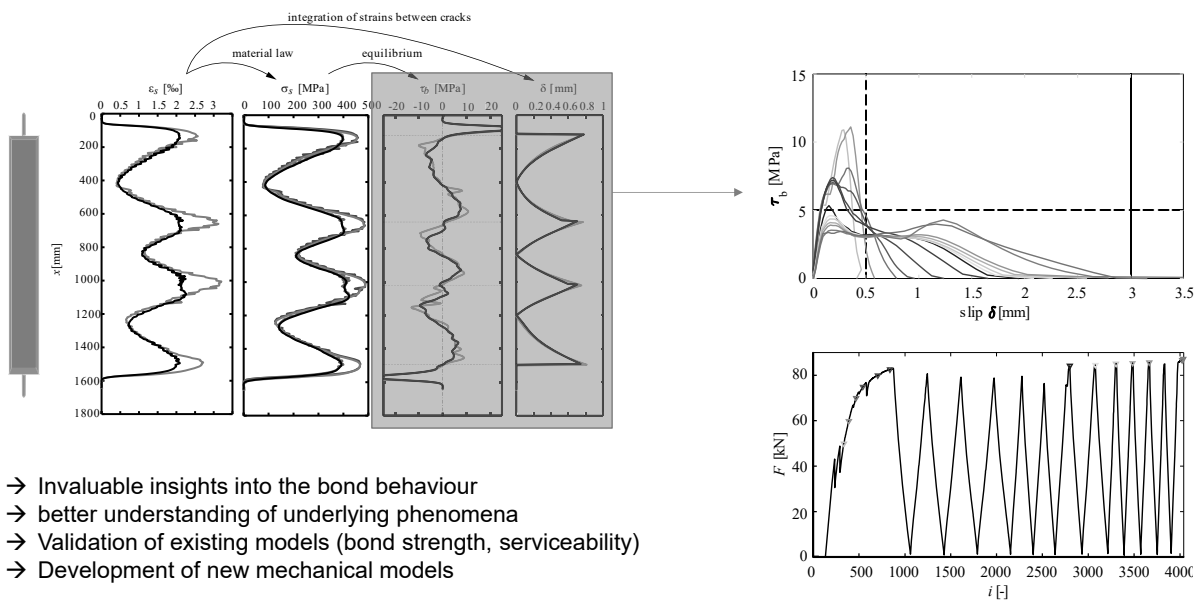 integration of strains between cracks
material law
equilibrium
εs [‰]
σs [MPa]
τb [MPa]
δ [mm]
0 0.5 1 1.5 2 2.5 3
0 100 200 300 400 500
-20 0 20
0 0.2 0.4 0.6 0.8 1
0
200
400
600
800
1000
1200
1400
1600
1800
x [mm]
15
10
5
0
τb [MPa]
0 0.5 1 1.5 2 2.5 3 3.5
slip δ [mm]
80
60
40
20
0
F [kN]
0 500 1000 1500 2000 2500 3000 3500 4000
i [-]
→ Invaluable insights into the bond behaviour
→ better understanding of underlying phenomena
→ Validation of existing models (bond strength, serviceability)
→ Development of new mechanical models